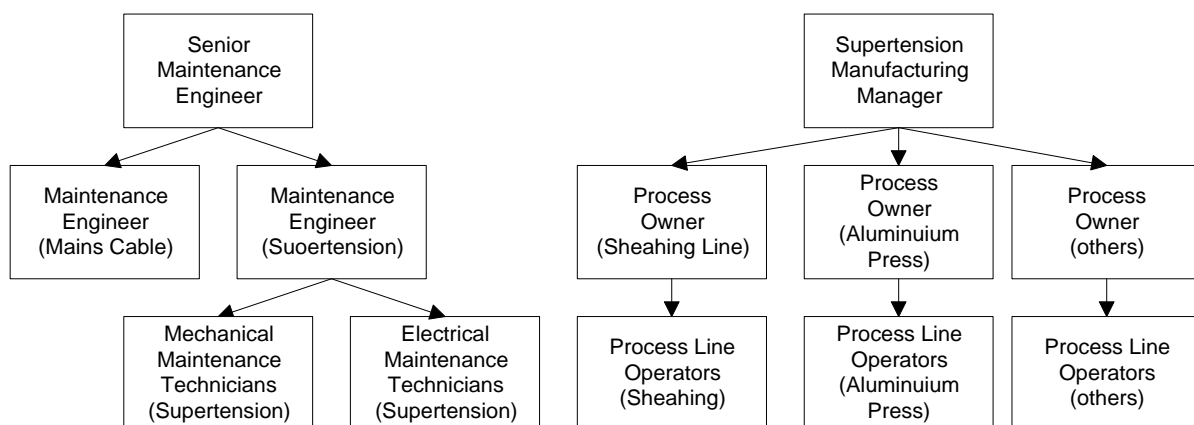 Senior
Maintenance
Engineer
Supertension
Manufacturing
Manager
Maintenance
Engineer
(Mains Cable)
Maintenance
Engineer
(Suoertension)
Process
Owner
(Sheahing Line)
Process
Owner
(Aluminuium
Press)
Process
Owner
(others)
Mechanical
Maintenance
Technicians
(Supertension)
Electrical
Maintenance
Technicians
(Supertension)
Process Line
Operators
(Sheahing)
Process Line
Operators
(Aluminuium
Press)
Process Line
Operators
(others)